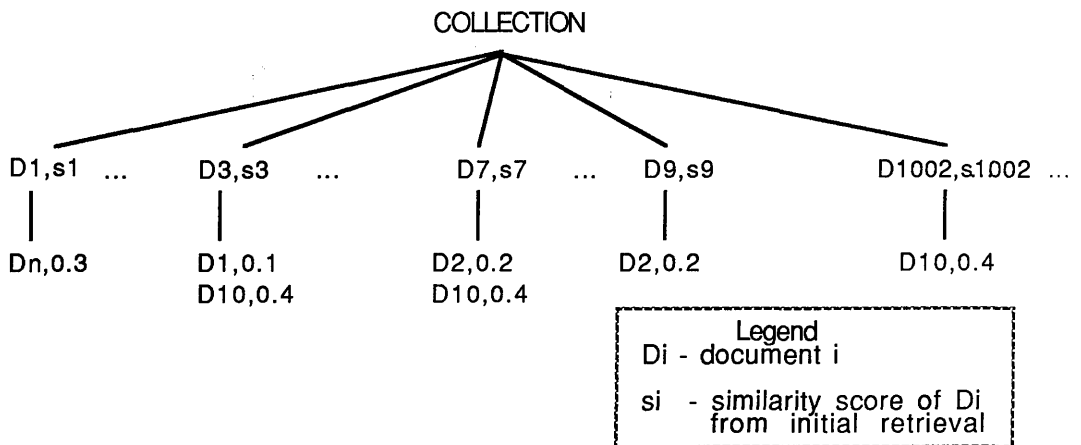 COLLECTION
D1,s1 ... D3,s3 ... D7,s7 ... D9,s9 D1002,s1002 ...
Dn,0.3 D1,0.1 D2,0.2 D2,0.2 D10,0.4
D10,0.4 D10,0.4
Legend
Di - document i
si - similarity score of Di
from initial retrieval